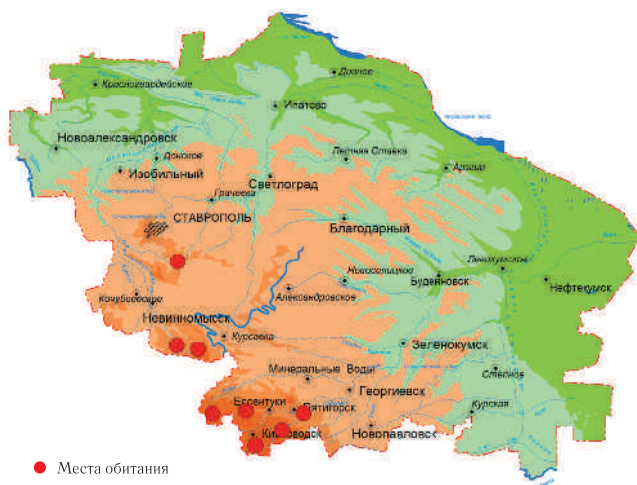 Дивное
Красногвардейское
Ипатово
Новоалександровск
Донское
Летняя Ставка
Изобильный
Арзгир
Светлоград
Грачевка
СТАВРОПОЛЬ
Благодарный
Левокумское
Новоселицкое
Буденновск
Нефтекумск
Александровское
Кочубеевское
Невинномысск
Курсавка
Зеленокумск
Минеральные Воды
Степное
Георгиевск
Ессентуки
Пятигорск
Курская
Кисловодск
Новопавловск
Места обитания